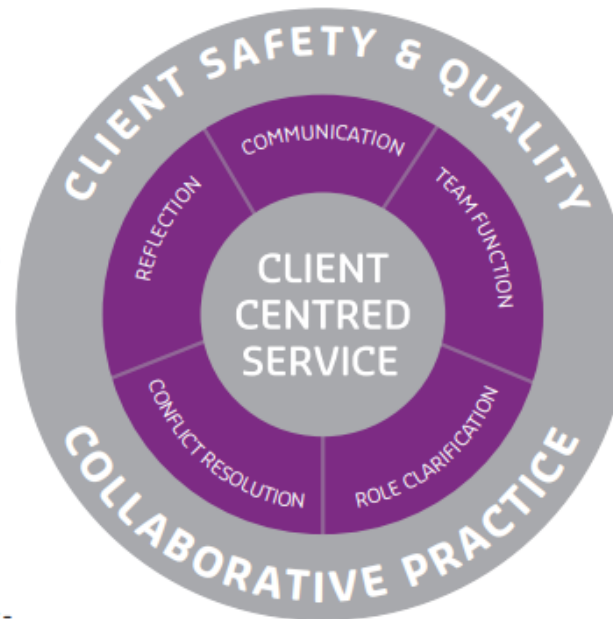 CLIENT SAFETY & QUALITY
COMMUNICATION
TEAM FUNCTION
REFLECTION
CLIENT
CENTRED
SERVICE
CONFLICT RESOLUTION
ROLE CLARIFICATION
COLLABORATIVE PRACTICE
-